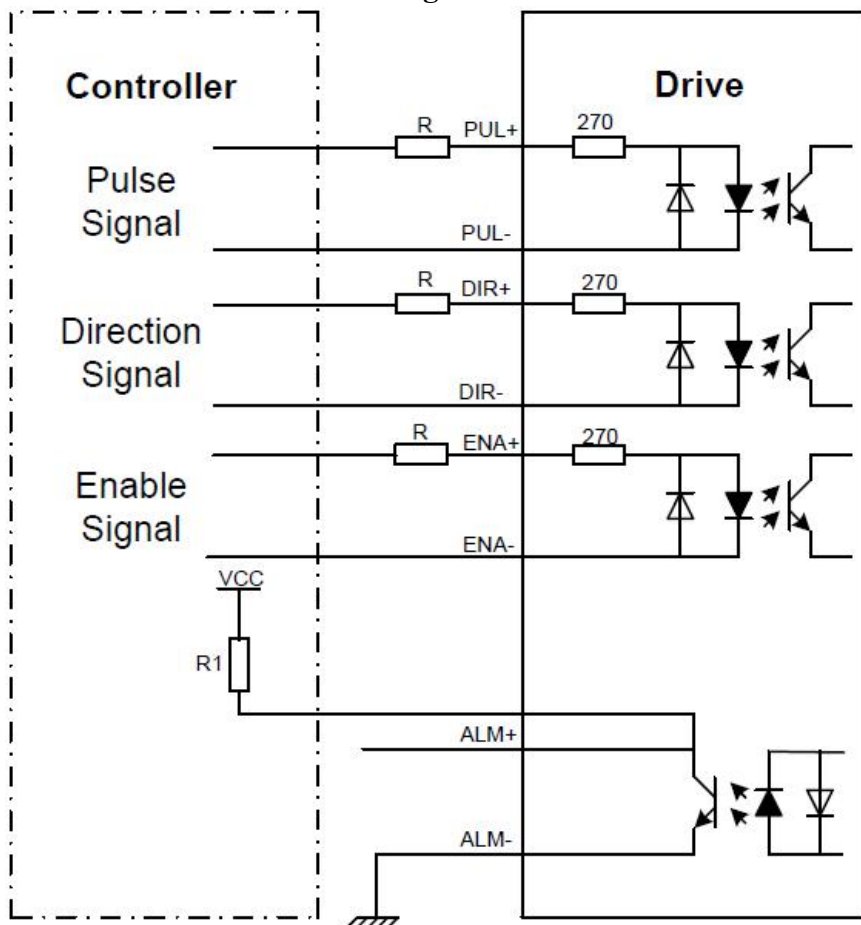 Controller
Drive
R
PUL+
270
Pulse
Signal
PUL-
R
DIR+
270
Direction
Signal
DIR-
R
ENA+
270
Enable
Signal
ENA-
VCC
R1
ALM+
ALM-